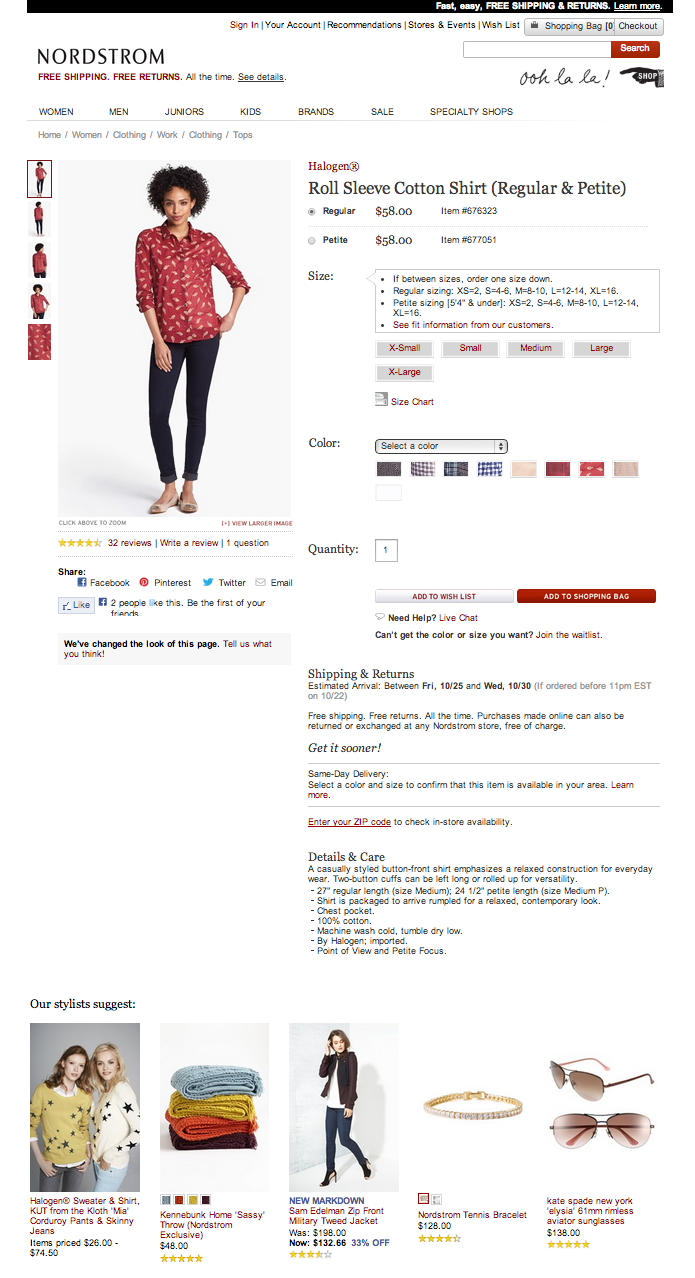 Fast, easy, FREE SHIPPING & RETURNS. Learn more.
Sign In | Your Account | Recommendations | Stores & Events | Wish List Shopping Bag [0] Checkout
NORDSTROM
Search
FREE SHIPPING. FREE RETURNS. All the time. See details.
ooh la la! SHOP
WOMEN MEN JUNIORS KIDS BRANDS SALE SPECIALTY SHOPS
Home / Women / Clothing / Work / Clothing / Tops
Halogen®
Roll Sleeve Cotton Shirt (Regular & Petite)
Regular $58.00 Item #676323
Petite $58.00 Item #677051
Size:
• If between sizes, order one size down.
• Regular sizing: XS=2, S=4-6, M=8-10, L=12-14, XL=16.
• Petite sizing [5'4" & under]: XS=2, S=4-6, M=8-10, L=12-14,
XL=16.
• See fit information from our customers.
X-Small Small Medium Large
X-Large
Size Chart
Color:
Select a color
Quantity:
1
ADD TO WISH LIST ADD TO SHOPPING BAG
Need Help? Live Chat
Can't get the color or size you want? Join the waitlist.
CLICK ABOVE TO ZOOM [+] VIEW LARGER IMAGE
32 reviews | Write a review | 1 question
Share:
Facebook Pinterest Twitter Email
Like 2 people like this. Be the first of your
friends.
We've changed the look of this page. Tell us what
you think!
Shipping & Returns
Estimated Arrival: Between Fri, 10/25 and Wed, 10/30 (If ordered before 11pm EST
on 10/22)
Free shipping. Free returns. All the time. Purchases made online can also be
returned or exchanged at any Nordstrom store, free of charge.
Get it sooner!
Same-Day Delivery:
Select a color and size to confirm that this item is available in your area. Learn
more.
Enter your ZIP code to check in-store availability.
Details & Care
A casually styled button-front shirt emphasizes a relaxed construction for everyday
wear. Two-button cuffs can be left long or rolled up for versatility.
- 27" regular length (size Medium); 24 1/2" petite length (size Medium P).
- Shirt is packaged to arrive rumpled for a relaxed, contemporary look.
- Chest pocket.
- 100% cotton.
- Machine wash cold, tumble dry low.
- By Halogen; imported.
- Point of View and Petite Focus.
Our stylists suggest:
Halogen® Sweater & Shirt,
KUT from the Kloth 'Mia'
Corduroy Pants & Skinny
Jeans
Items priced $26.00 -
$74.50
Kennebunk Home 'Sassy'
Throw (Nordstrom
Exclusive)
$48.00
NEW MARKDOWN
Sam Edelman Zip Front
Military Tweed Jacket
Was: $198.00
Now: $132.66 33% OFF
Nordstrom Tennis Bracelet
$128.00
kate spade new york
'elysia' 61mm rimless
aviator sunglasses
$138.00